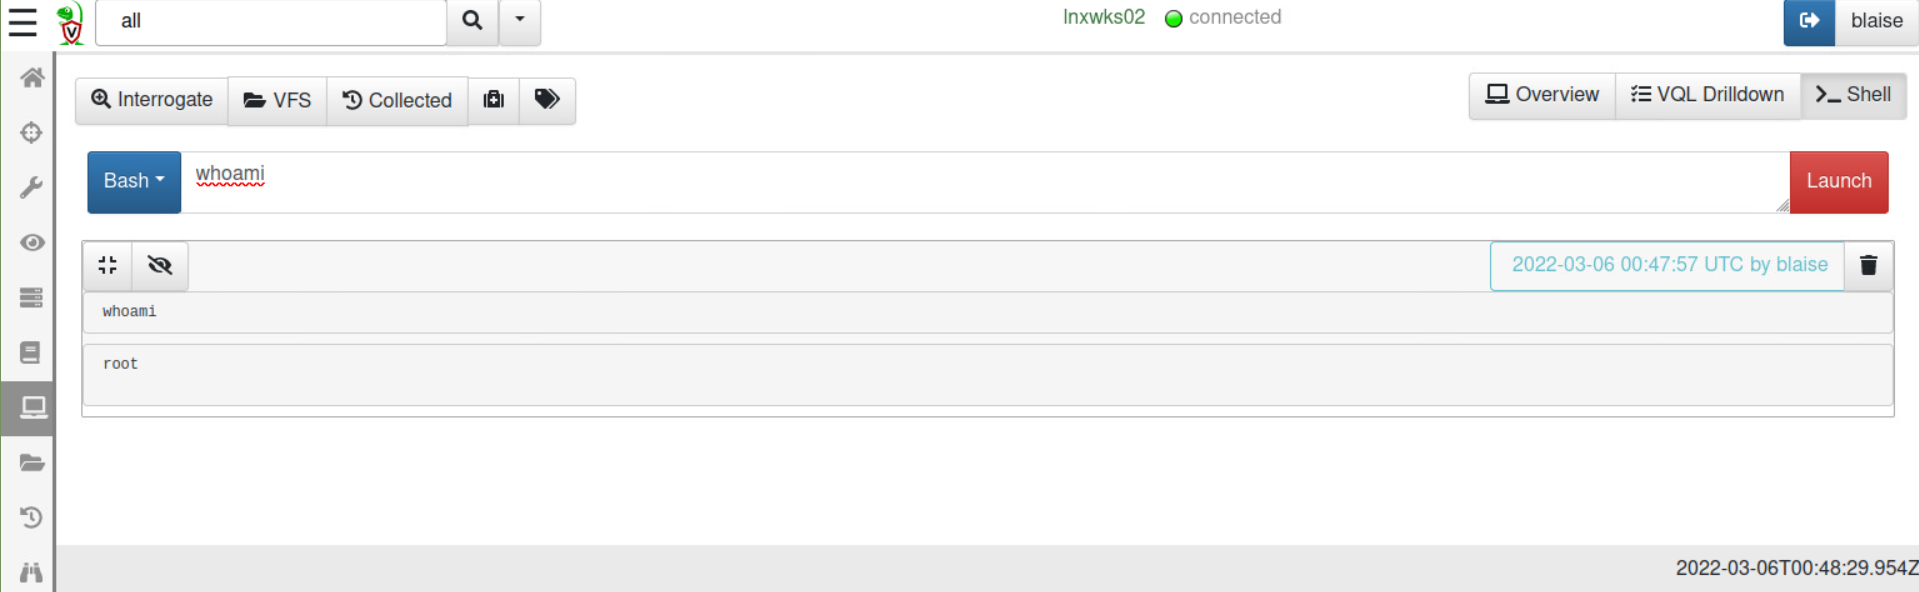 all
lnxwks02 connected
blaise
Interrogate VFS Collected
Overview VQL Drilldown >_ Shell
Bash whoami Launch
2022-03-06 00:47:57 UTC by blaise
whoami
root
2022-03-06T00:48:29.954Z